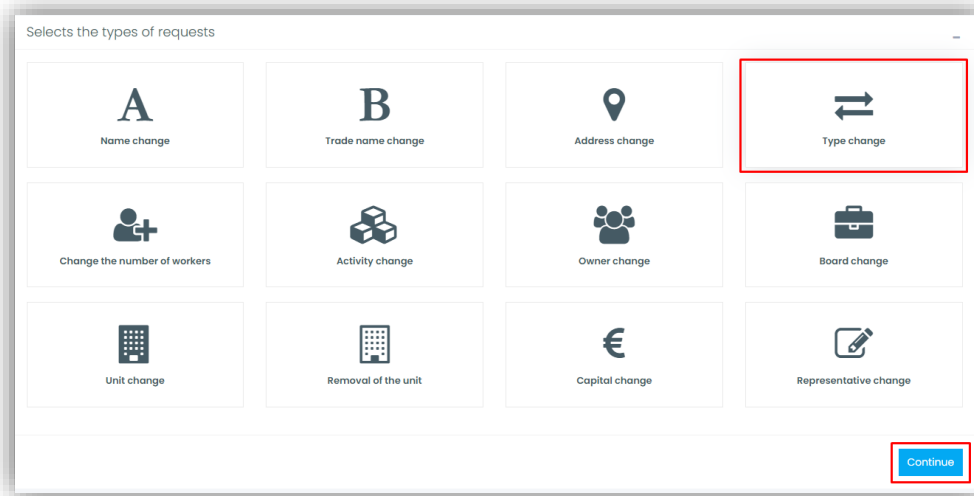 Selects the types of requests
A
B
Name change
Trade name change
Address change
Type change
Change the number of workers
Activity change
Owner change
Board change
€
Unit change
Removal of the unit
Capital change
Representative change
Continue